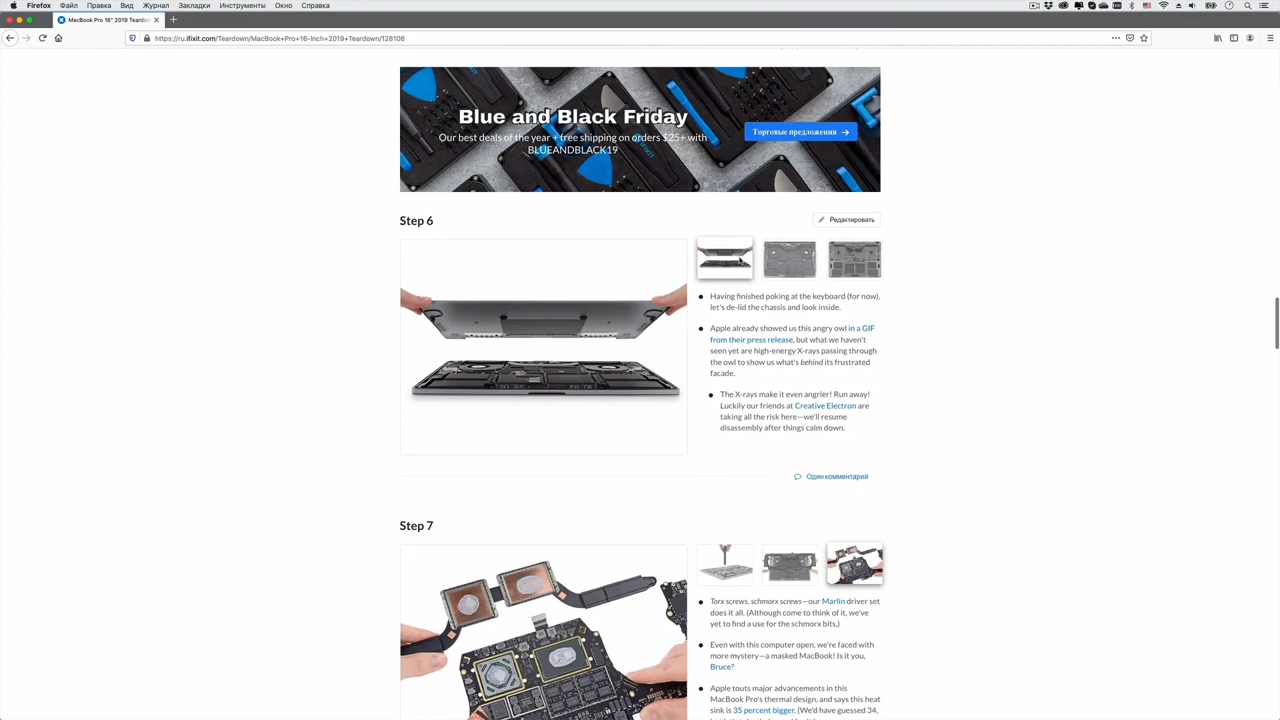 Firefox Файл Правка Вид Журнал Закладки Инструменты Окно Справка
MacBook Pro 16" 2019 Teardown
https://ru.ifixit.com/Teardown/MacBook+Pro+16-Inch+2019+Teardown/128106
Blue and Black Friday
Our best deals of the year + free shipping on orders $25+ with
BLUEANDBLACK19
Торговые предложения →
Step 6
Редактировать
Having finished poking at the keyboard (for now),
let's de-lid the chassis and look inside.
Apple already showed us this angry owl in a GIF
from their press release, but what we haven't
seen yet are high-energy X-rays passing through
the owl to show us what's behind its frustrated
facade.
The X-rays make it even angrier! Run away!
Luckily our friends at Creative Electron are
taking all the risk here—we'll resume
disassembly after things calm down.
Один комментарий
Step 7
Torx screws, schmorx screws—our Marlin driver set
does it all. (Although come to think of it, we've
yet to find a use for the schmorx bits.)
Even with this computer open, we're faced with
more mystery—a masked MacBook! Is it you,
Bruce?
Apple touts major advancements in this
MacBook Pro's thermal design, and says this heat
sink is 35 percent bigger. (We'd have guessed 34,